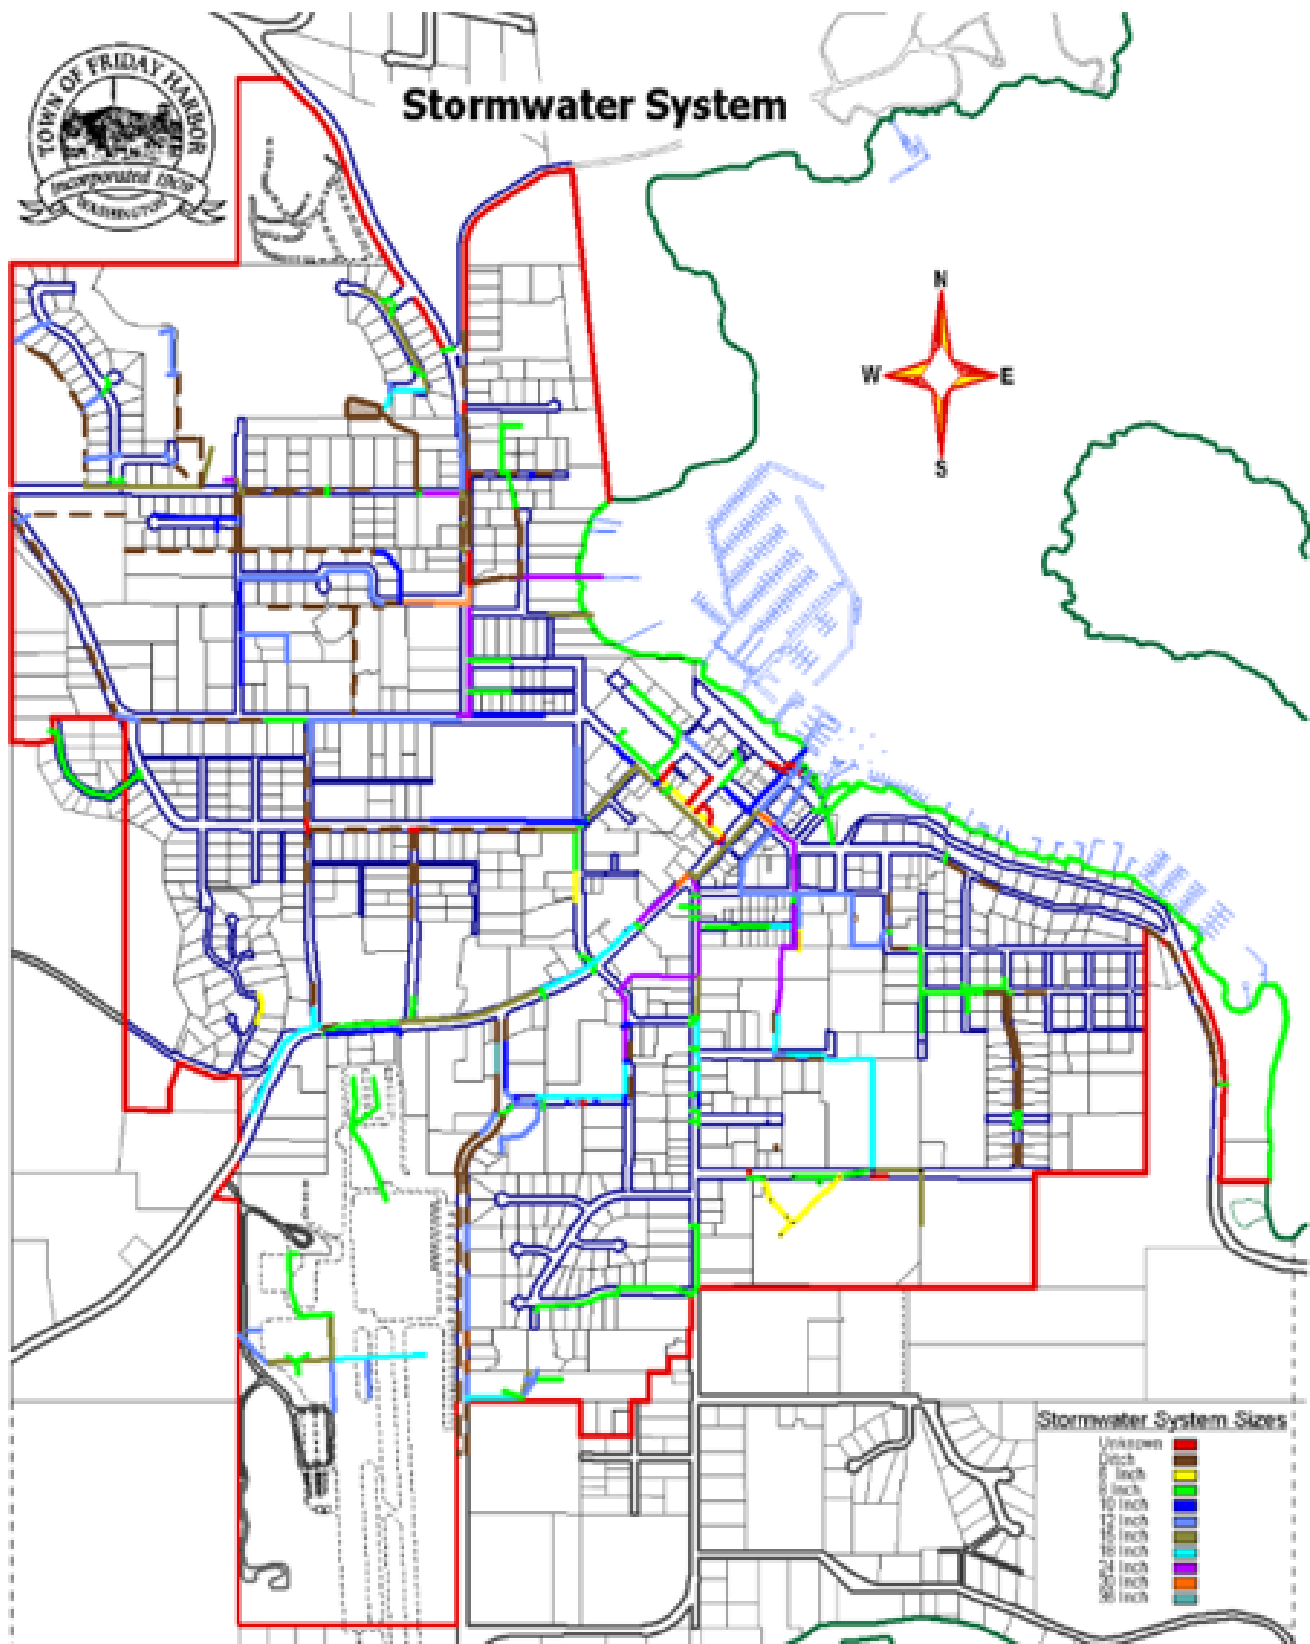 TOWN OF FRIDAY HARBOR
Incorporated 1909
WASHINGTON
Stormwater System
N
W E
S
Stormwater System Sizes
Unknown
Ditch
6 Inch
8 Inch
10 Inch
12 Inch
15 Inch
18 Inch
24 Inch
Inch
36 Inch